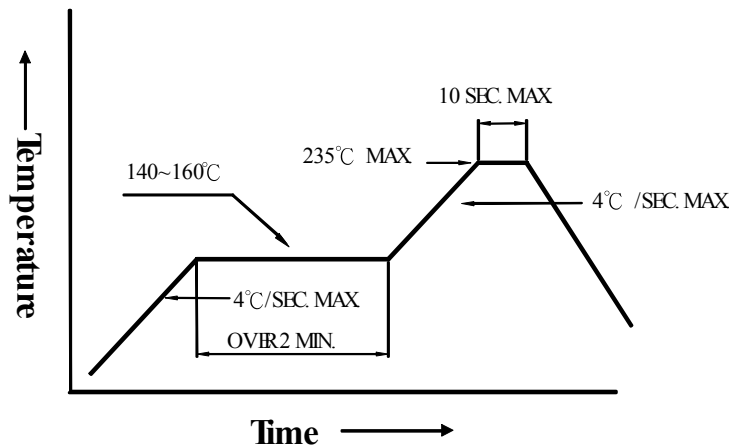 10 SEC. MAX
235℃ MAX
140~160℃
4℃ /SEC. MAX
4℃/SEC. MAX
OVER 2 MIN.
Temperature
Time